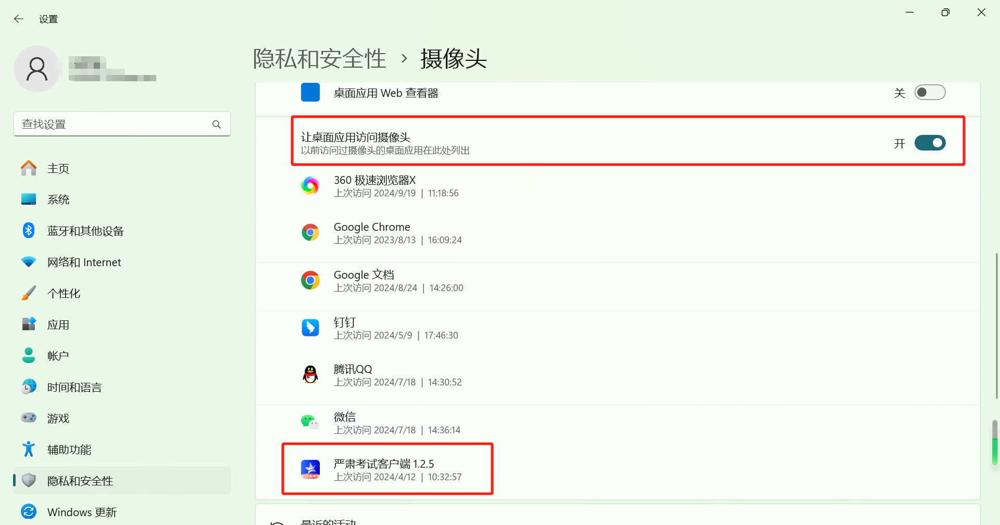 设置
隐私和安全性 › 摄像头
查找设置
主页
系统
蓝牙和其他设备
网络和 Internet
个性化
应用
帐户
时间和语言
游戏
辅助功能
隐私和安全性
Windows 更新
桌面应用 Web 查看器
关
让桌面应用访问摄像头
以前访问过摄像头的桌面应用在此处列出
开
360 极速浏览器X
上次访问 2024/9/19 | 11:18:56
Google Chrome
上次访问 2023/8/13 | 16:09:24
Google 文档
上次访问 2024/8/24 | 14:26:00
钉钉
上次访问 2024/5/9 | 17:46:30
腾讯QQ
上次访问 2024/7/18 | 14:30:52
微信
上次访问 2024/7/18 | 14:36:14
严肃考试客户端 1.2.5
上次访问 2024/4/12 | 10:32:57
最近的活动